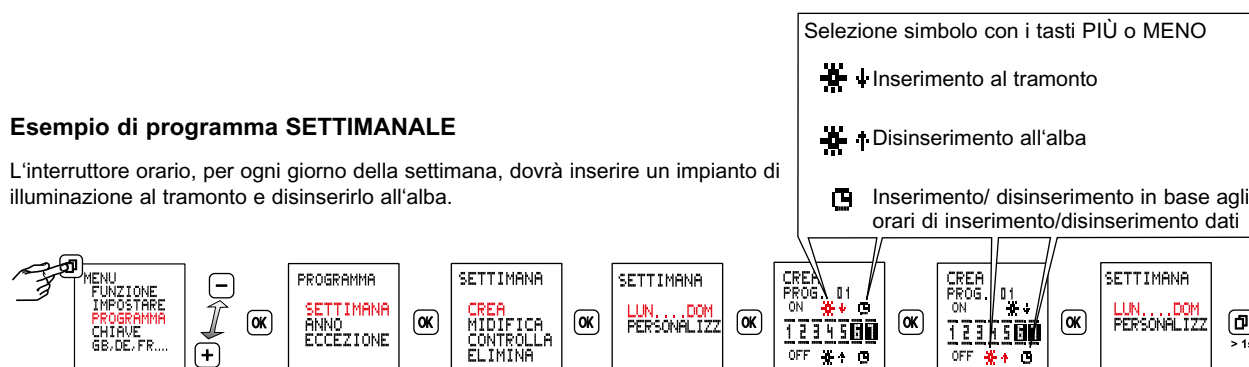 Selezione simbolo con i tasti PIÙ o MENO
Inserimento al tramonto
Disinserimento all'alba
Inserimento/ disinserimento in base agli
orari di inserimento/disinserimento dati
Esempio di programma SETTIMANALE
L'interruttore orario, per ogni giorno della settimana, dovrà inserire un impianto di
illuminazione al tramonto e disinserirlo all'alba.
MENU
FUNZIONE
IMPOSTARE
PROGRAMMA
CHIAVE
GB,DE,FR....
−
+
OK
PROGRAMMA
SETTIMANA
ANNO
ECCEZIONE
OK
SETTIMANA
CREA
MIDIFICA
CONTROLLA
ELIMINA
OK
SETTIMANA
LUN....DOM
PERSONALIZZ
OK
CREA
PROG. 01
ON
1 2 3 4 5 6 7
OFF
OK
CREA
PROG. 01
ON
1 2 3 4 5 6 7
OFF
OK
SETTIMANA
LUN....DOM
PERSONALIZZ